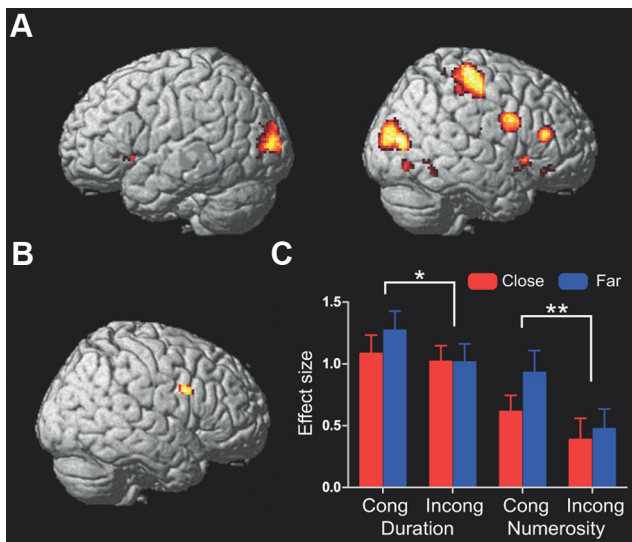 A
B
C
Close Far
* **
1.5
1.0
0.5
0.0
Effect size
Cong Incong Cong Incong
Duration Numerosity